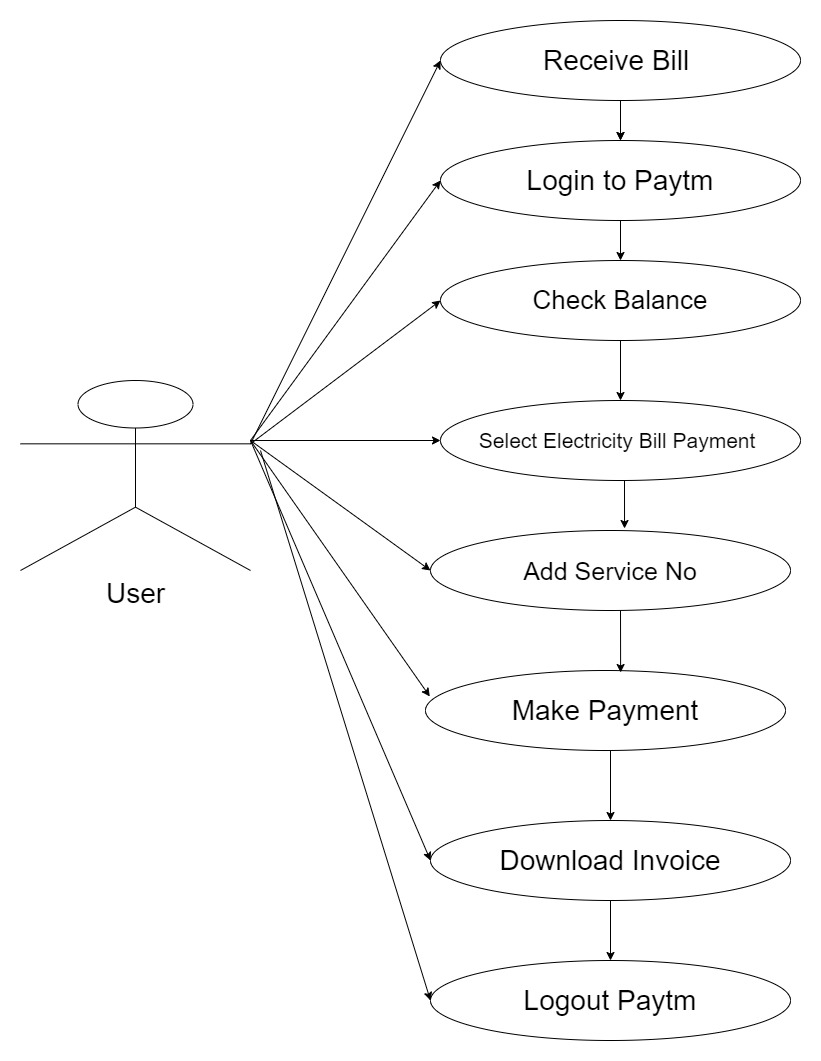 Receive Bill
Login to Paytm
Check Balance
Select Electricity Bill Payment
Add Service No
User
Make Payment
Download Invoice
Logout Paytm